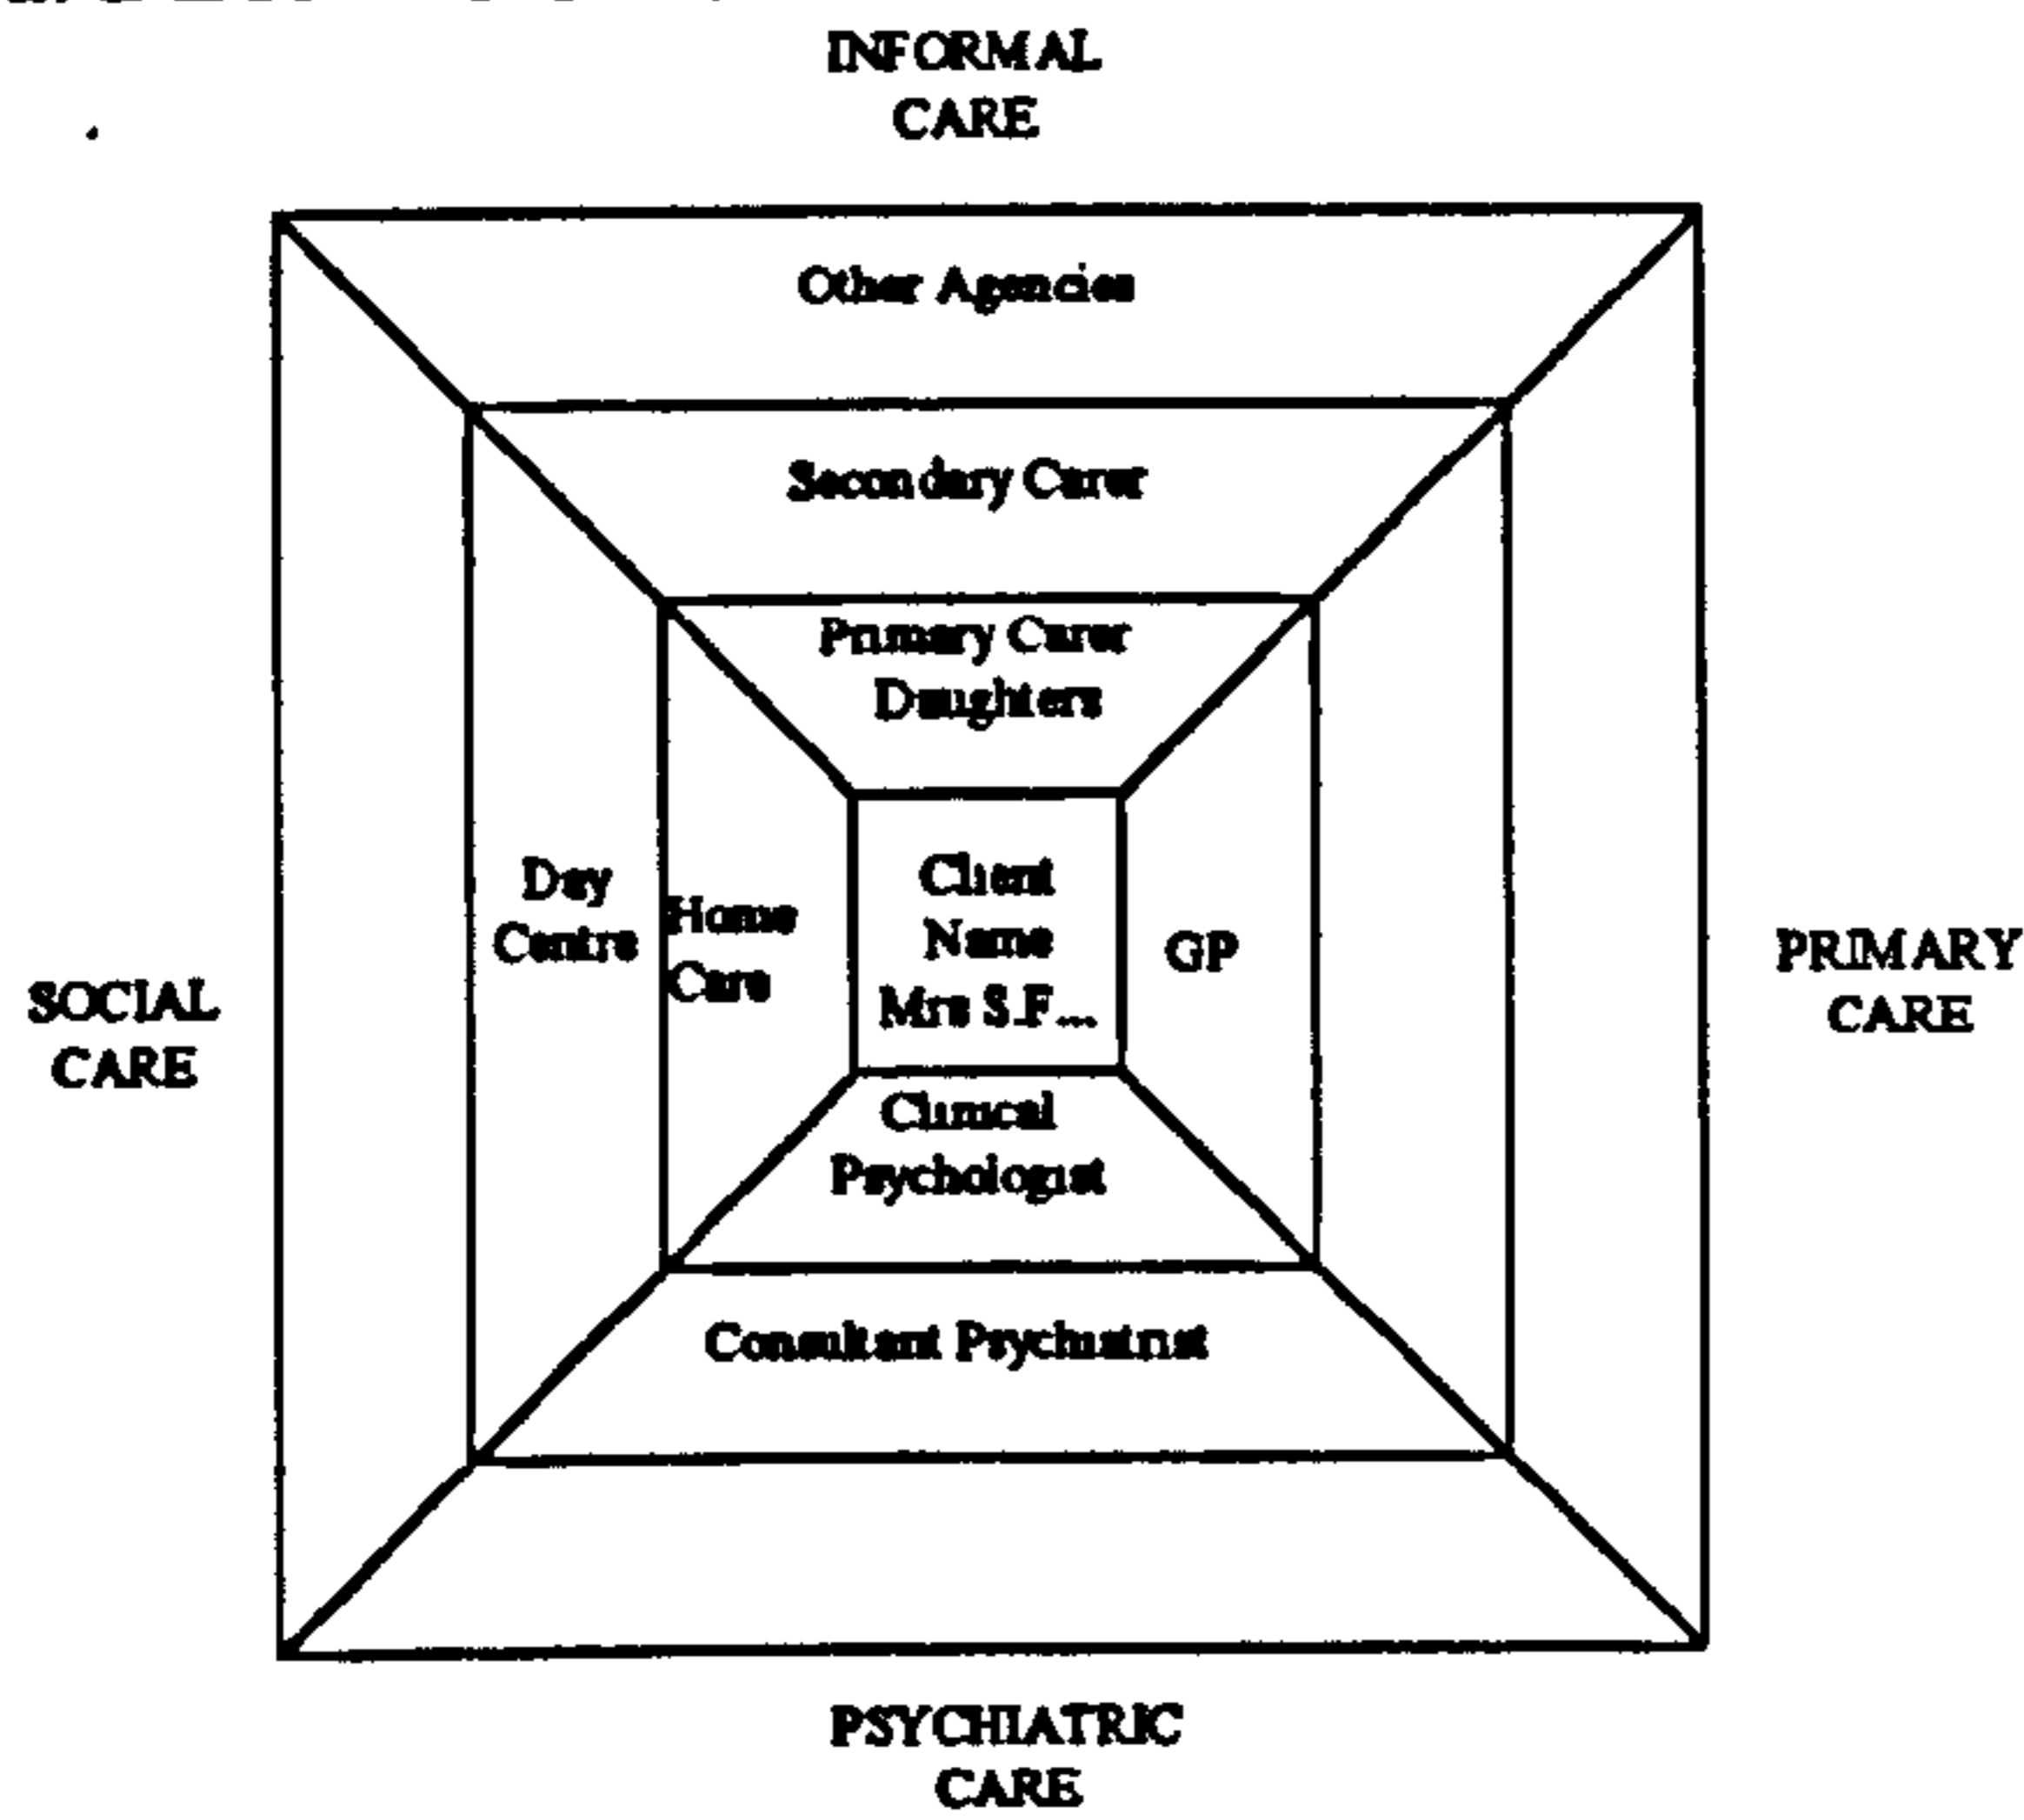 INFORMAL
CARE
Other Agencies
Secondary Carer
Primary Carer
Daughters
Day
Centre
Home
Care
Client
Name
Mrs S.F...
GP
SOCIAL
CARE
PRIMARY
CARE
Clinical
Psychologist
Consultant Psychiatrist
PSYCHIATRIC
CARE